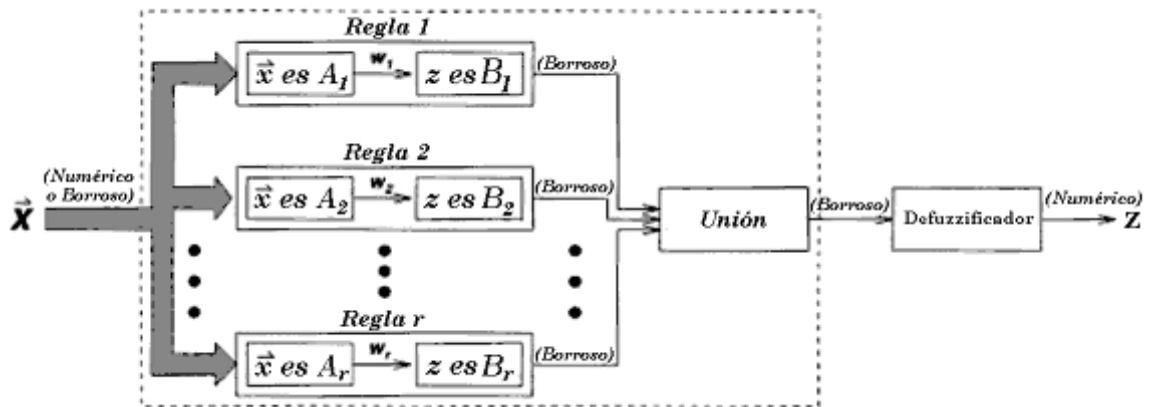 Regla 1
x⃗ es A₁
w₁
z es B₁
(Borroso)
Regla 2
(Numérico
o Borroso)
x⃗
x⃗ es A₂
w₂
z es B₂
(Borroso)
Unión
(Borroso)
Defuzzificador
(Numérico)
Z
Regla r
x⃗ es Aᵣ
wᵣ
z es Bᵣ
(Borroso)